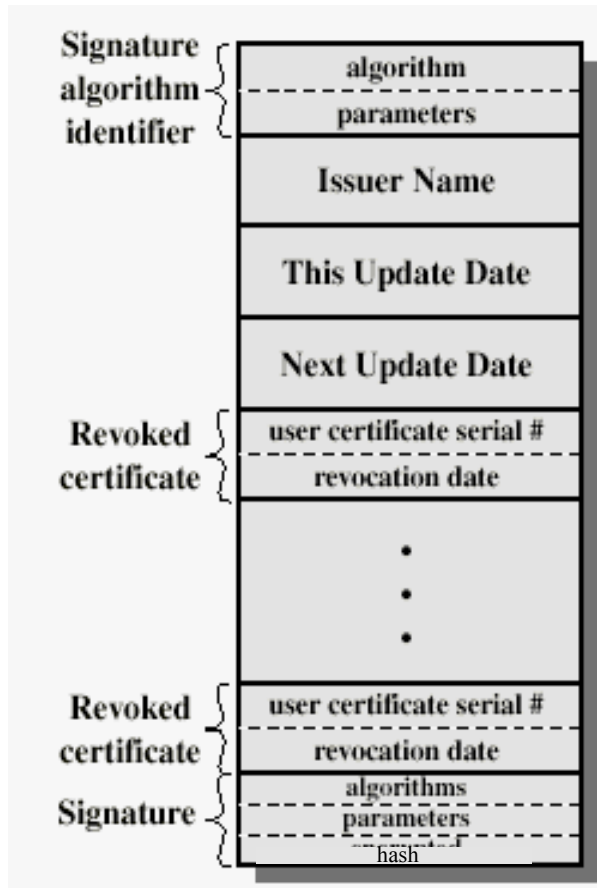 Signature
algorithm
identifier
algorithm
parameters
Issuer Name
This Update Date
Next Update Date
Revoked
certificate
user certificate serial #
revocation date
Revoked
certificate
user certificate serial #
revocation date
Signature
algorithms
parameters
hash